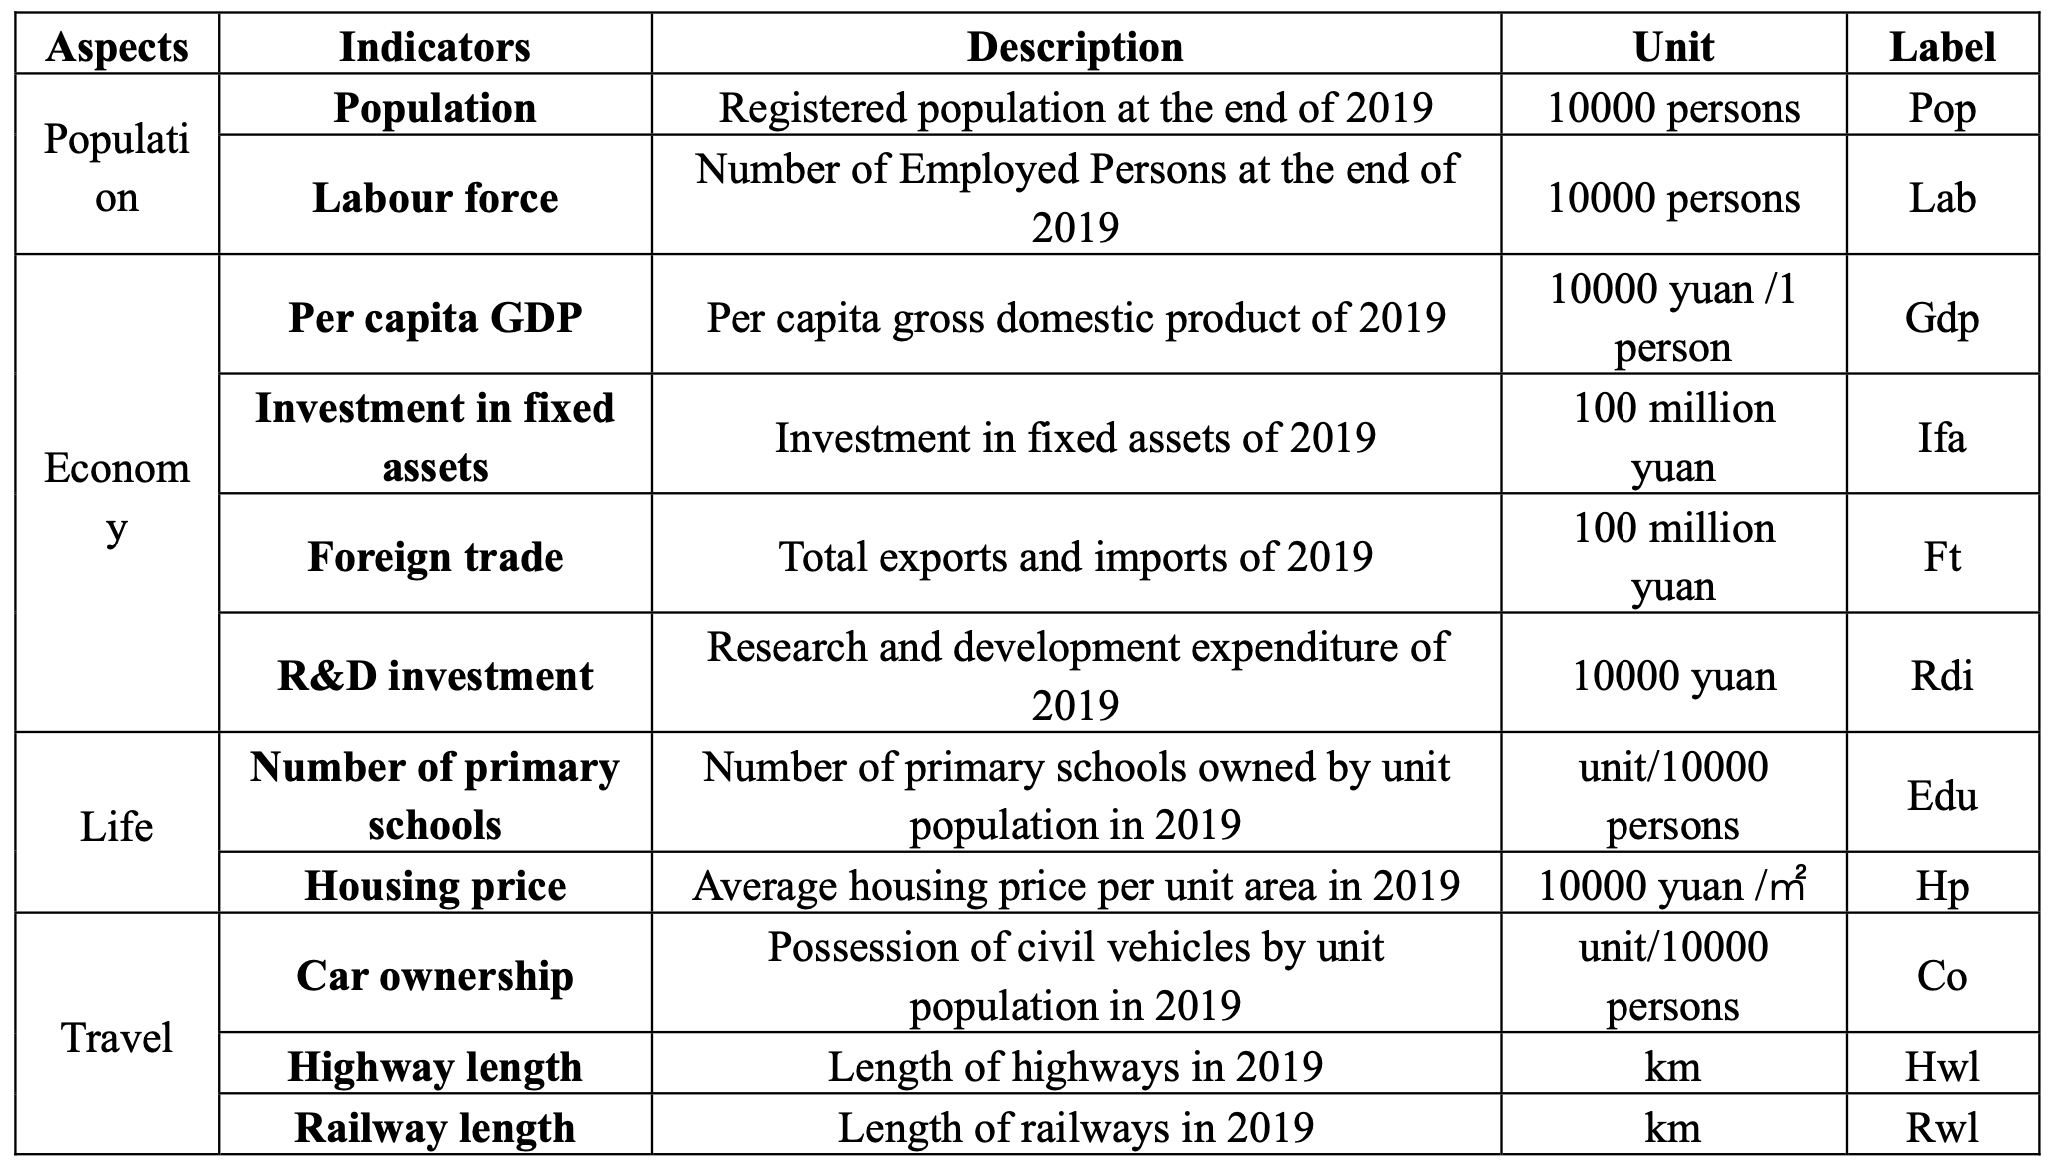 Aspects Indicators Description Unit Label
Populati
on
Population Registered population at the end of 2019 10000 persons Pop
Labour force
Number of Employed Persons at the end of
2019
10000 persons Lab
Econom
y
Per capita GDP Per capita gross domestic product of 2019
10000 yuan /1
person
Gdp
Investment in fixed
assets
Investment in fixed assets of 2019
100 million
yuan
Ifa
Foreign trade Total exports and imports of 2019
100 million
yuan
Ft
R&D investment
Research and development expenditure of
2019
10000 yuan Rdi
Life
Number of primary
schools
Number of primary schools owned by unit
population in 2019
unit/10000
persons
Edu
Housing price Average housing price per unit area in 2019 10000 yuan /㎡ Hp
Travel
Car ownership
Possession of civil vehicles by unit
population in 2019
unit/10000
persons
Co
Highway length Length of highways in 2019 km Hwl
Railway length Length of railways in 2019 km Rwl